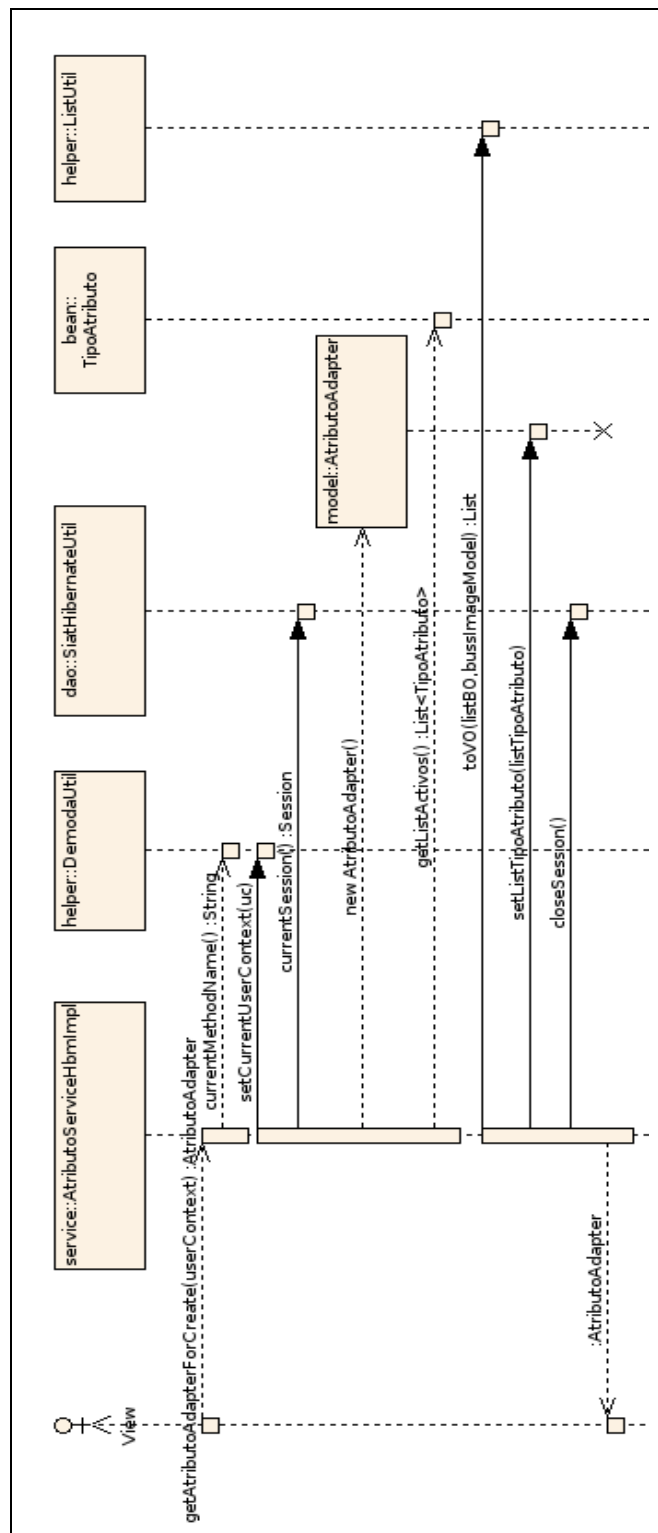 View
service::AtributoServiceHbmImpl
helper::DemodaUtil
dao::SiatHibernateUtil
bean::
TipoAtributo
helper::ListUtil
getAtributoAdapterForCreate(userContext) :AtributoAdapter
currentMethodName() :String
setCurrentUserContext(uc)
currentSession() :Session
new AtributoAdapter()
model::AtributoAdapter
getListActivos() :List<TipoAtributo>
toVO(listBO,bussImageModel) :List
setListTipoAtributo(listTipoAtributo)
closeSession()
:AtributoAdapter